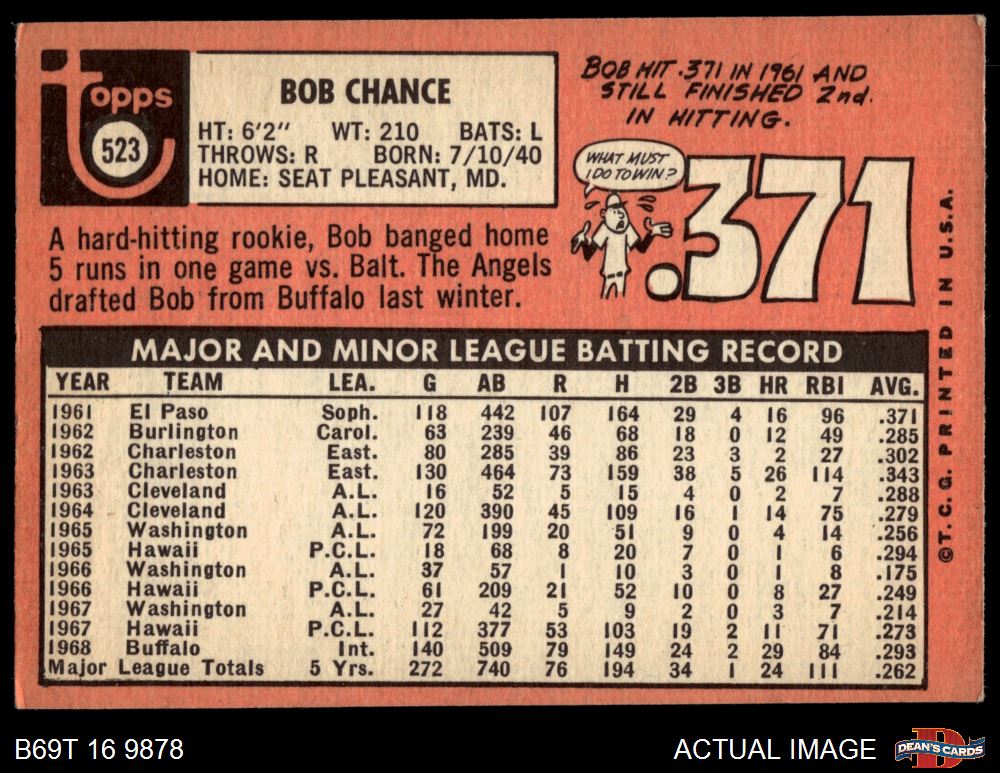 Topps
523
BOB CHANCE
HT: 6'2" WT: 210 BATS: L
THROWS: R BORN: 7/10/40
HOME: SEAT PLEASANT, MD.
A hard-hitting rookie, Bob banged home
5 runs in one game vs. Balt. The Angels
drafted Bob from Buffalo last winter.
BOB HIT .371 IN 1961 AND
STILL FINISHED 2nd.
IN HITTING.
WHAT MUST
I DO TO WIN?
.371
MAJOR AND MINOR LEAGUE BATTING RECORD
YEAR TEAM LEA. G AB R H 2B 3B HR RBI AVG.
1961 El Paso Soph. 118 442 107 164 29 4 16 96 .371
1962 Burlington Carol. 63 239 46 68 18 0 12 49 .285
1962 Charleston East. 80 285 39 86 23 3 2 27 .302
1963 Charleston East. 130 464 73 159 38 5 26 114 .343
1963 Cleveland A.L. 16 52 5 15 4 0 2 7 .288
1964 Cleveland A.L. 120 390 45 109 16 1 14 75 .279
1965 Washington A.L. 72 199 20 51 9 0 4 14 .256
1965 Hawaii P.C.L. 18 68 8 20 7 0 1 6 .294
1966 Washington A.L. 37 57 1 10 3 0 1 8 .175
1966 Hawaii P.C.L. 61 209 21 52 10 0 8 27 .249
1967 Washington A.L. 27 42 5 9 2 0 3 7 .214
1967 Hawaii P.C.L. 112 377 53 103 19 2 11 71 .273
1968 Buffalo Int. 140 509 79 149 24 2 29 84 .293
Major League Totals 5 Yrs. 272 740 76 194 34 1 24 111 .262
©T.C.G. PRINTED IN U.S.A.
B69T 16 9878
ACTUAL IMAGE
D
DEAN'S CARDS